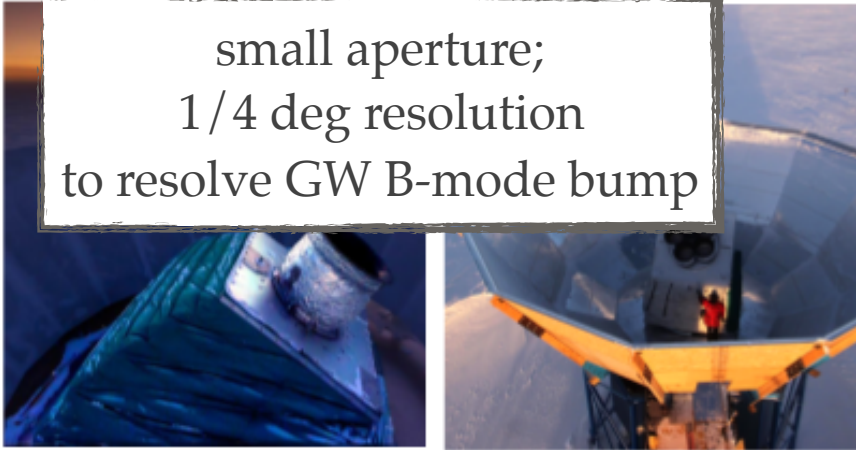 small aperture;
1/4 deg resolution
to resolve GW B-mode bump